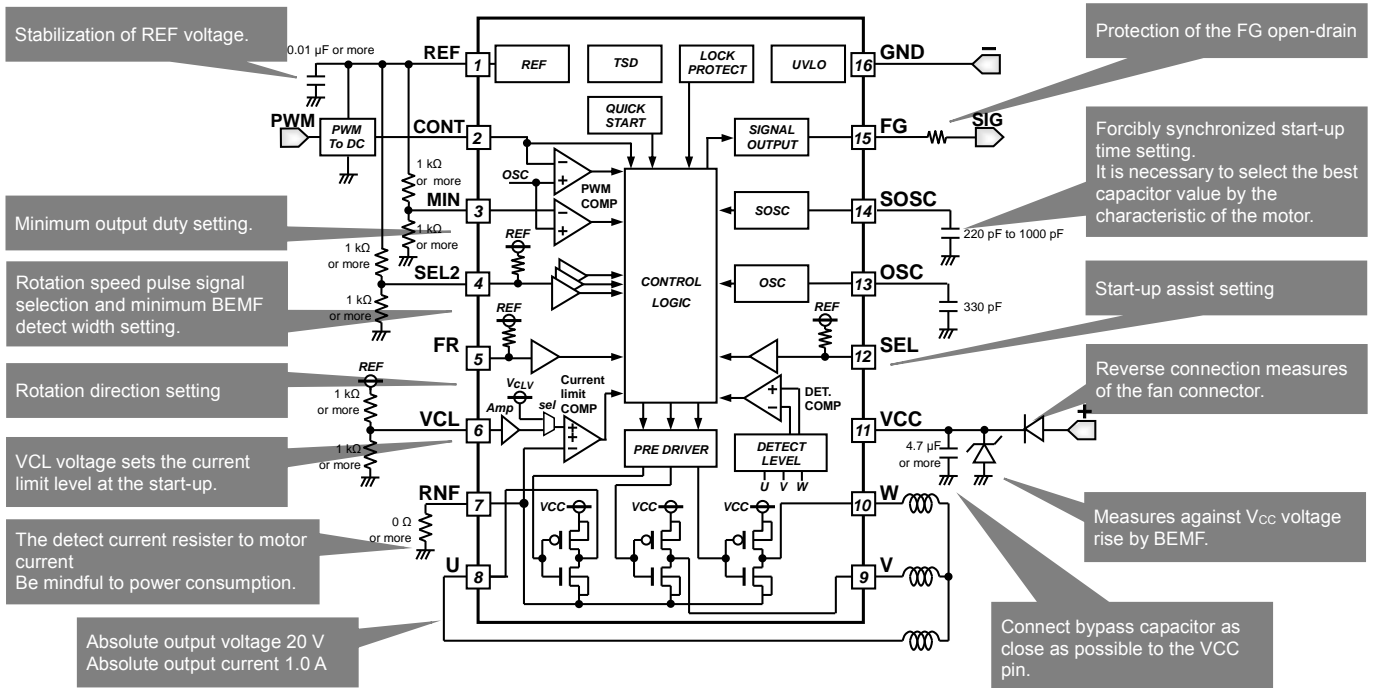 Stabilization of REF voltage.
0.01 µF or more
REF
1
REF
TSD
LOCK
PROTECT
UVLO
16
GND
Protection of the FG open-drain
PWM
PWM
To DC
CONT
2
QUICK
START
SIGNAL
OUTPUT
15
FG
SIG
Forcibly synchronized start-up
time setting.
It is necessary to select the best
capacitor value by the
characteristic of the motor.
1 kΩ
or more
OSC
PWM
COMP
Minimum output duty setting.
MIN
3
1 kΩ
or more
SOSC
14
SOSC
220 pF to 1000 pF
1 kΩ
or more
REF
SEL2
4
CONTROL
LOGIC
OSC
13
OSC
330 pF
Rotation speed pulse signal
selection and minimum BEMF
detect width setting.
1 kΩ
or more
REF
REF
Start-up assist setting
FR
5
12
SEL
Rotation direction setting
REF
1 kΩ
or more
VCLV
Current
limit
COMP
Amp
sel
DET.
COMP
Reverse connection measures
of the fan connector.
VCL
6
11
VCC
+
4.7 µF
or more
VCL voltage sets the current
limit level at the start-up.
1 kΩ
or more
PRE DRIVER
DETECT
LEVEL
U V W
RNF
7
VCC
VCC
VCC
10
W
0 Ω
or more
The detect current resister to motor
current
Be mindful to power consumption.
Measures against VCC voltage
rise by BEMF.
U
8
9
V
Absolute output voltage 20 V
Absolute output current 1.0 A
Connect bypass capacitor as
close as possible to the VCC
pin.